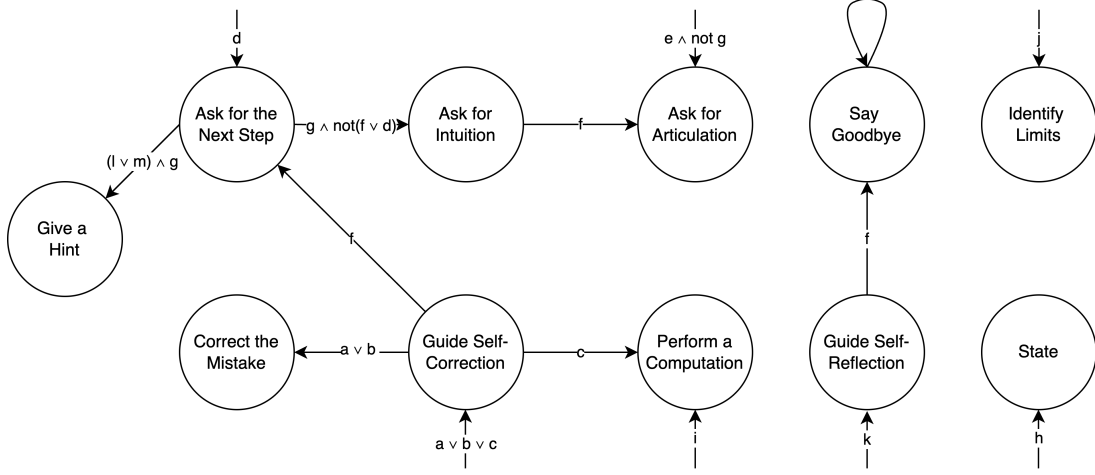 d
e ∧ not g
j
Ask for the
Next Step
g ∧ not(f ∨ d)
Ask for
Intuition
f
Ask for
Articulation
Say
Goodbye
Identify
Limits
(l ∨ m) ∧ g
Give a
Hint
f
f
Correct the
Mistake
a ∨ b
Guide Self-
Correction
c
Perform a
Computation
Guide Self-
Reflection
State
a ∨ b ∨ c
i
k
h